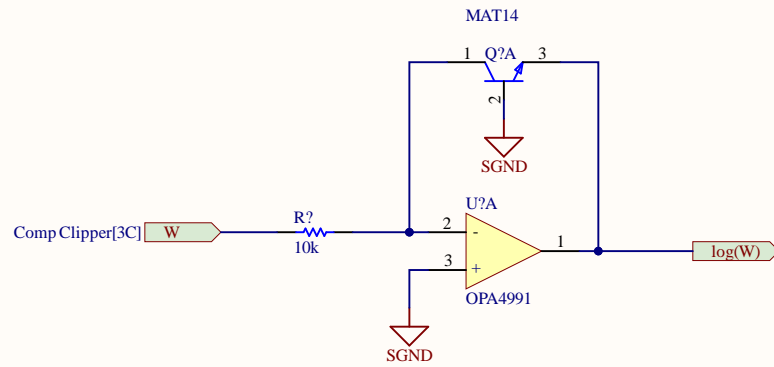 MAT14
1 Q?A 3
2
SGND
Comp Clipper[3C] W
R?
10k
U?A
2 -
1
3 +
log(W)
OPA4991
SGND